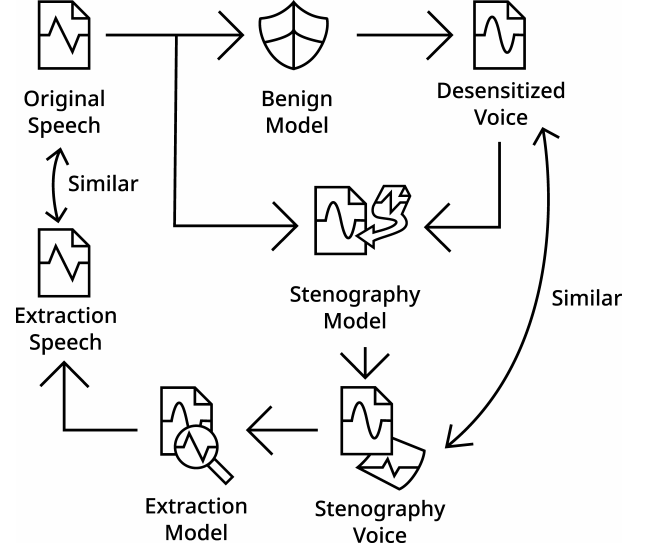 Original
Speech
Benign
Model
Desensitized
Voice
Similar
Extraction
Speech
Stenography
Model
Similar
Extraction
Model
Stenography
Voice